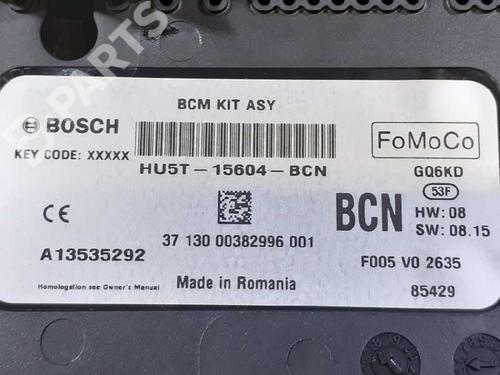 B PARTS
BCM KIT ASY
BOSCH
KEY CODE: XXXXX
HU5T-15604-BCN
FoMoCo
GQ6KD
53F
BCN
HW: 08
SW: 08.15
CE
37 130 00382996 001
A13535292
Made in Romania
F005 V0 2635
Homologation see Owner's Manual
85429